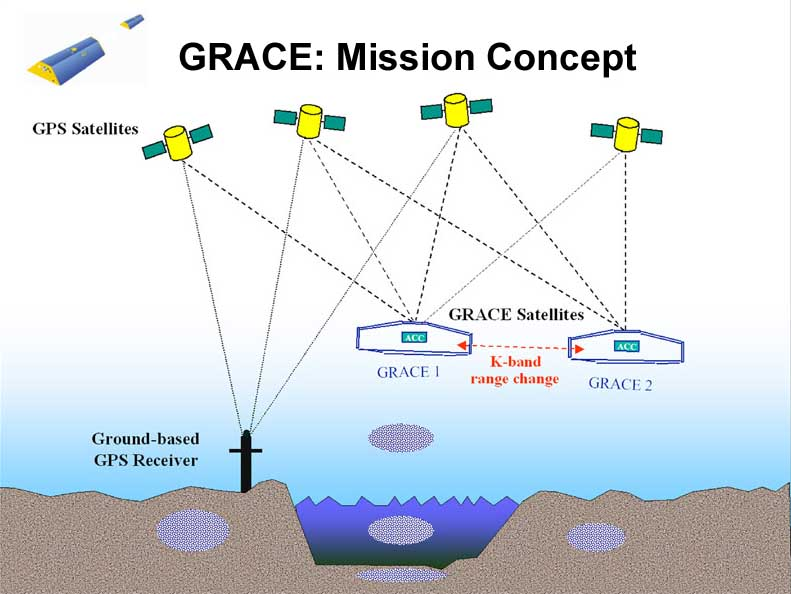 GRACE: Mission Concept
GPS Satellites
GRACE Satellites
ACC
ACC
K-band
range change
GRACE 1
GRACE 2
Ground-based
GPS Receiver